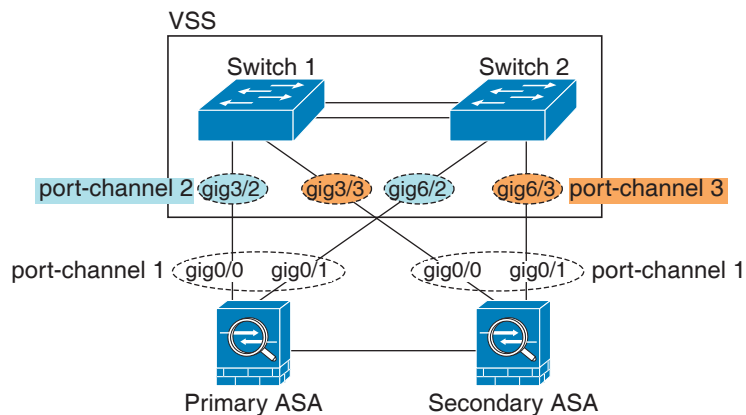 VSS
Switch 1
Switch 2
port-channel 2
gig3/2
gig3/3
gig6/2
gig6/3
port-channel 3
port-channel 1
gig0/0
gig0/1
gig0/0
gig0/1
port-channel 1
Primary ASA
Secondary ASA